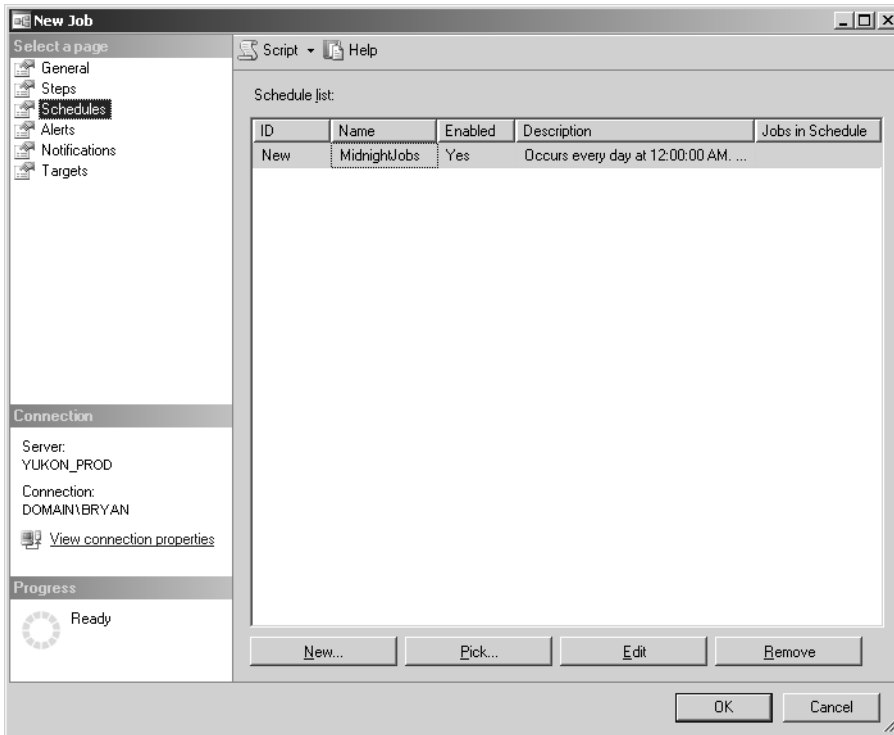 New Job
Select a page
General
Steps
Schedules
Alerts
Notifications
Targets
Script Help
Schedule list:
ID Name Enabled Description Jobs in Schedule
New MidnightJobs Yes Occurs every day at 12:00:00 AM. ...
Connection
Server:
YUKON_PROD
Connection:
DOMAIN\BRYAN
View connection properties
Progress
Ready
New... Pick... Edit Remove
OK Cancel